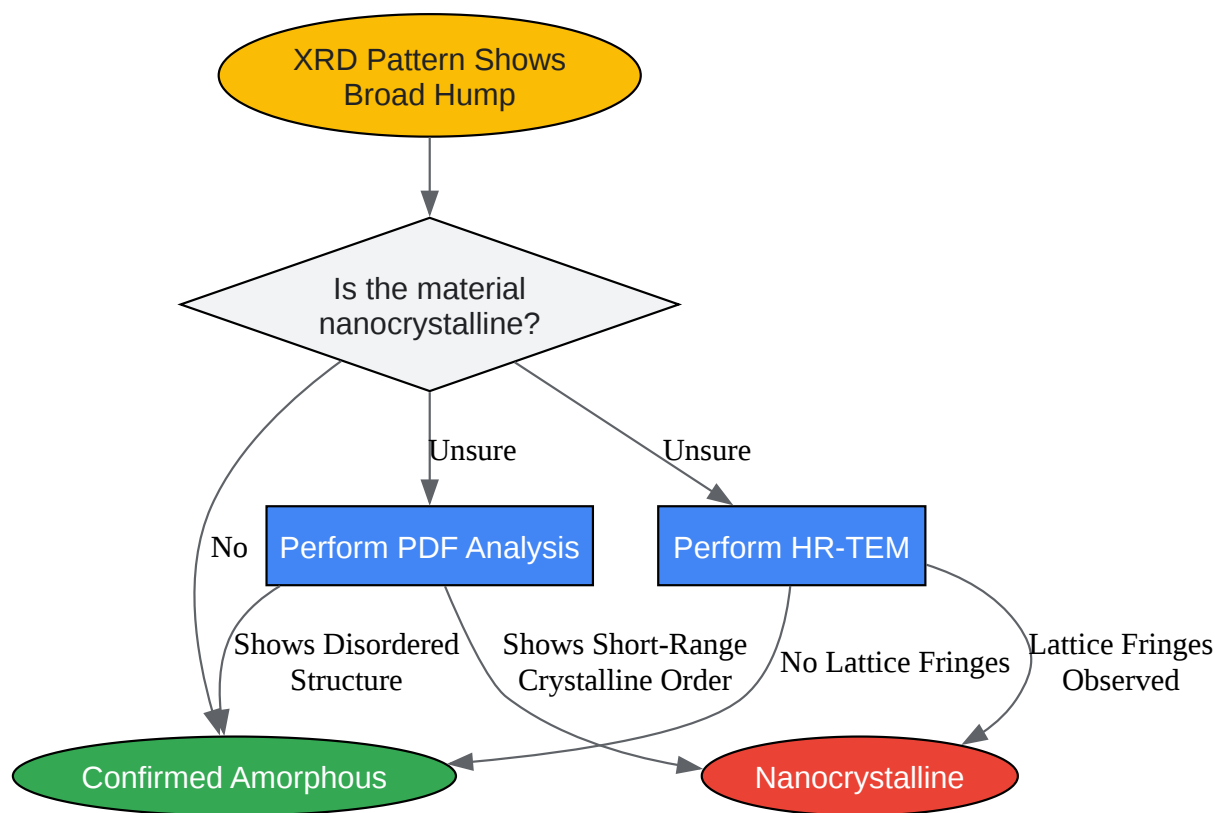 XRD Pattern Shows
Broad Hump
Is the material
nanocrystalline?
Unsure
Unsure
No
Perform PDF Analysis
Perform HR-TEM
Shows Disordered
Structure
Shows Short-Range
Crystalline Order
No Lattice Fringes
Lattice Fringes
Observed
Confirmed Amorphous
Nanocrystalline